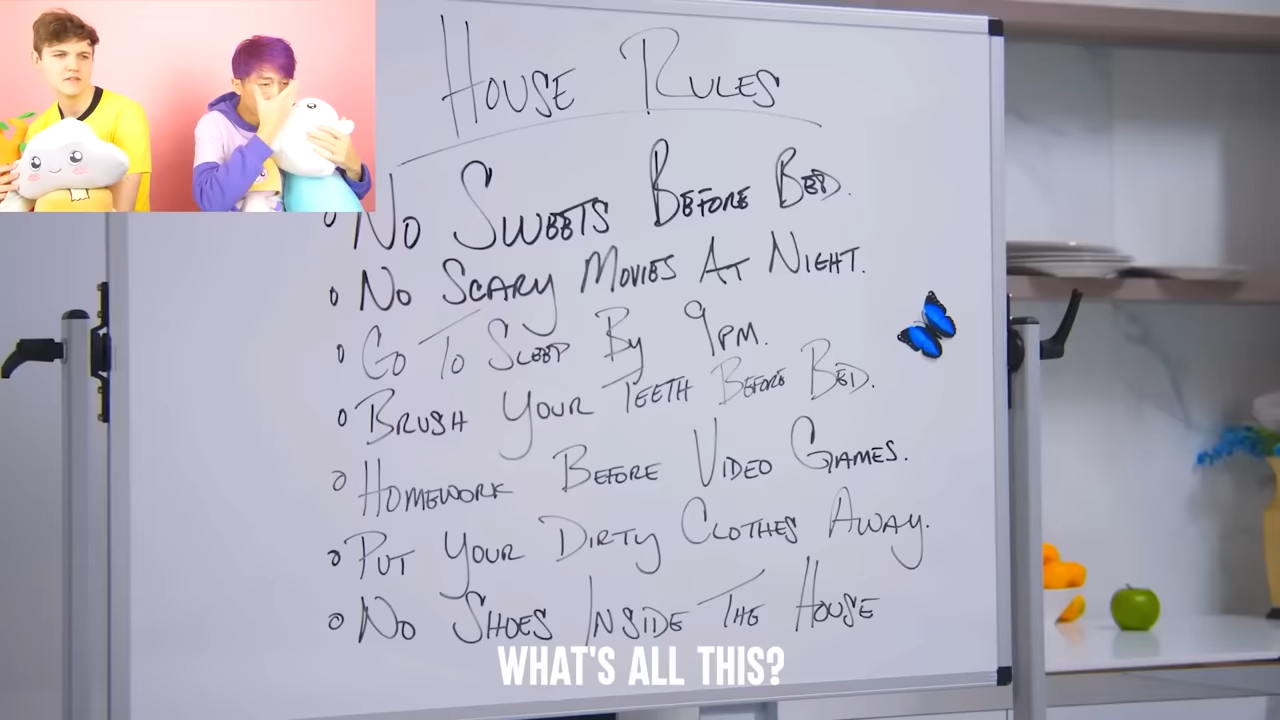 House Rules
No Sweets Before Bed.
No Scary Movies At Night.
Go To Sleep By 9pm.
Brush Your Teeth Before Bed.
Homework Before Video Games.
Put Your Dirty Clothes Away.
No Shoes Inside The House
WHAT'S ALL THIS?